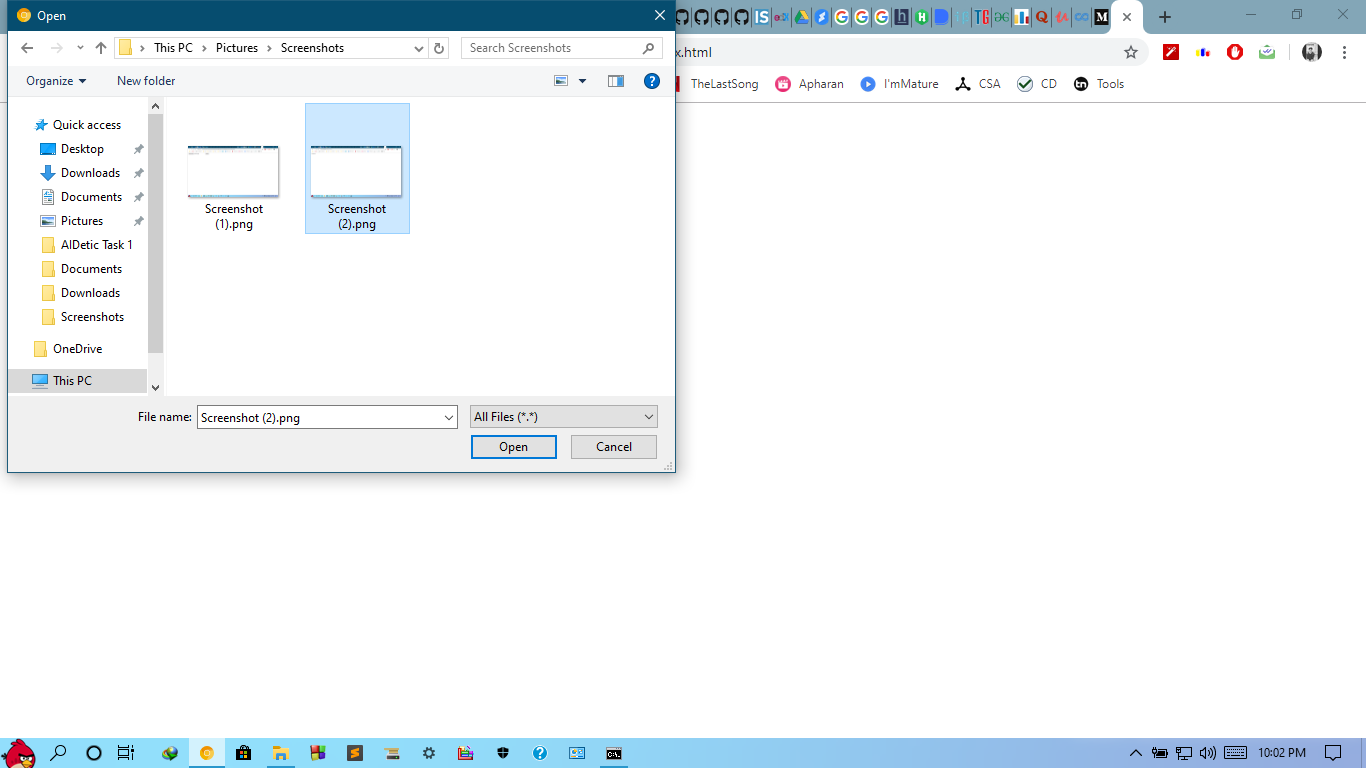 Open
This PC
Pictures
Screenshots
Search Screenshots
x.html
Organize
New folder
TheLastSong
Apharan
I'mMature
CSA
CD
Tools
Quick access
Desktop
Downloads
Documents
Pictures
AIDetic Task 1
Documents
Downloads
Screenshots
OneDrive
This PC
Screenshot
(1).png
Screenshot
(2).png
File name:
Screenshot (2).png
All Files (*.*)
Open
Cancel
10:02 PM